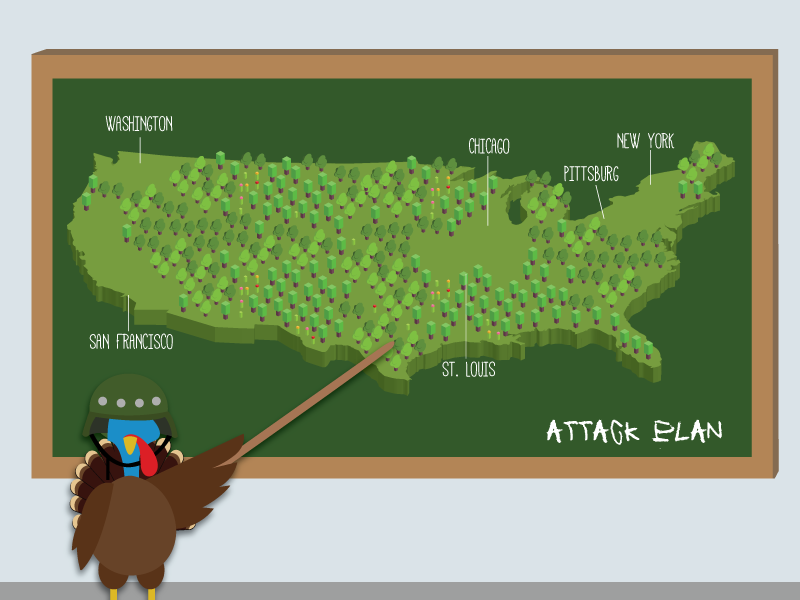 WASHINGTON
NEW YORK
CHICAGO
PITTSBURG
SAN FRANCISCO
ST. LOUIS
ATTACK PLAN